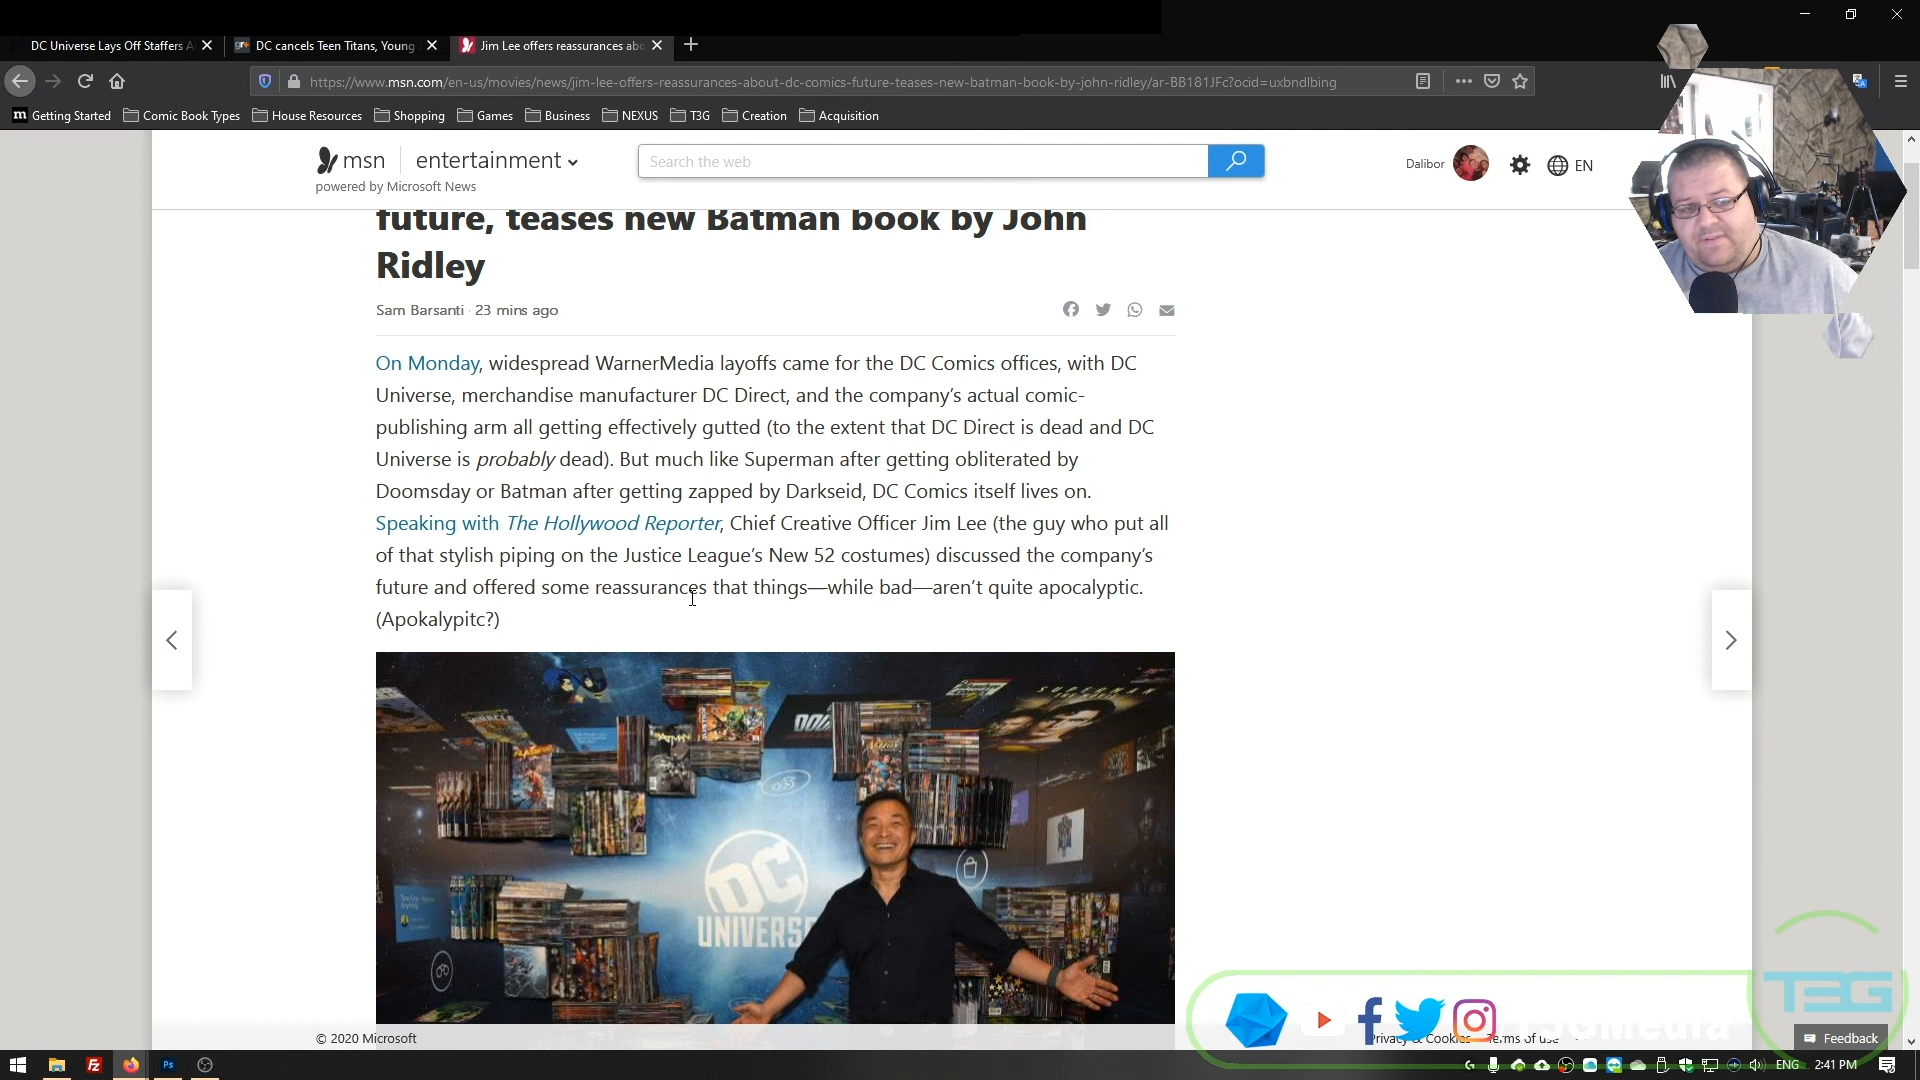 DC Universe Lays Off Staffers A
DC cancels Teen Titans, Young
Jim Lee offers reassurances abo
https://www.msn.com/en-us/movies/news/jim-lee-offers-reassurances-about-dc-comics-future-teases-new-batman-book-by-john-ridley/ar-BB181JFc?ocid=uxbndlbing
Getting Started Comic Book Types House Resources Shopping Games Business NEXUS T3G Creation Acquisition
msn entertainment
Search the web
Dalibor
EN
powered by Microsoft News
future, teases new Batman book by John
Ridley
Sam Barsanti · 23 mins ago
On Monday, widespread WarnerMedia layoffs came for the DC Comics offices, with DC
Universe, merchandise manufacturer DC Direct, and the company's actual comic-
publishing arm all getting effectively gutted (to the extent that DC Direct is dead and DC
Universe is probably dead). But much like Superman after getting obliterated by
Doomsday or Batman after getting zapped by Darkseid, DC Comics itself lives on.
Speaking with The Hollywood Reporter, Chief Creative Officer Jim Lee (the guy who put all
of that stylish piping on the Justice League's New 52 costumes) discussed the company's
future and offered some reassurances that things—while bad—aren't quite apocalyptic.
(Apokalypitc?)
DC
UNIVERS
T3G
© 2020 Microsoft
Privacy & Cookies
Terms of use
Feedback
ENG
2:41 PM